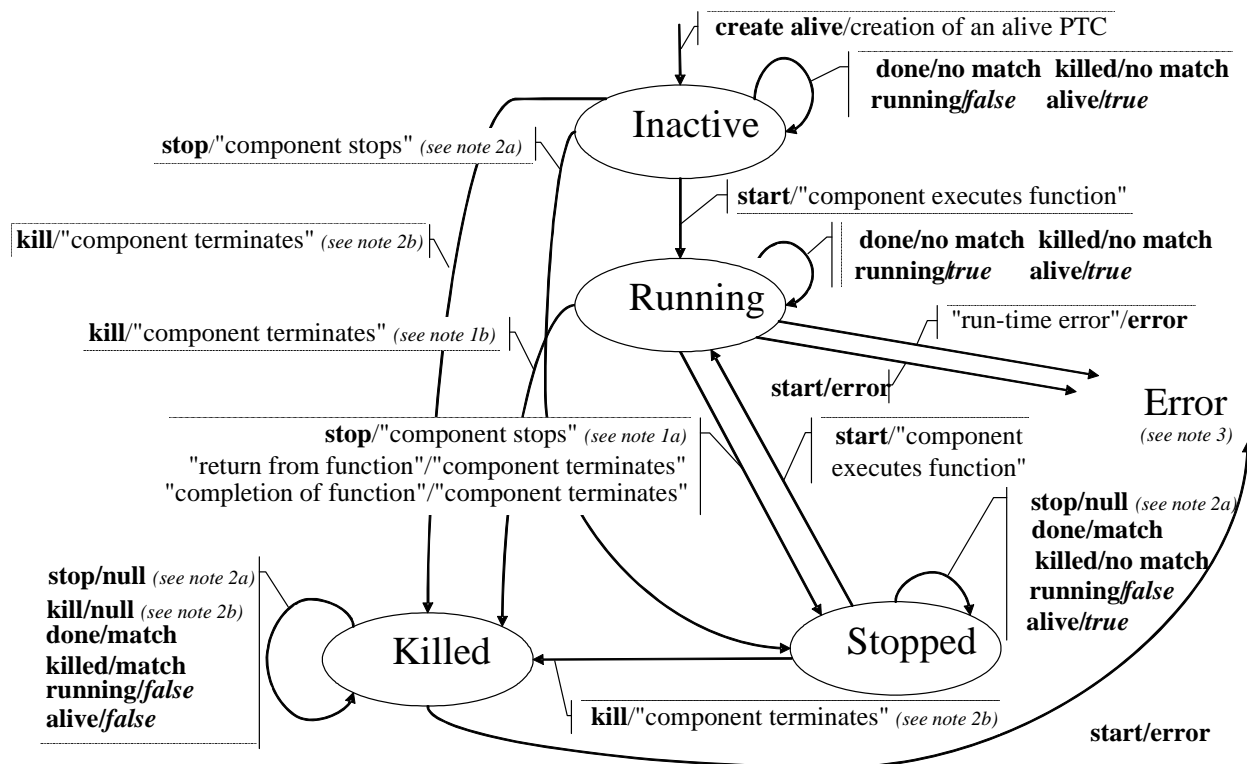 create alive/creation of an alive PTC
done/no match killed/no match
running/false alive/true
Inactive
stop/"component stops" (see note 2a)
start/"component executes function"
kill/"component terminates" (see note 2b)
done/no match killed/no match
running/true alive/true
Running
"run-time error"/error
kill/"component terminates" (see note 1b)
start/error
Error
(see note 3)
stop/"component stops" (see note 1a)
"return from function"/"component terminates"
"completion of function"/"component terminates"
start/"component
executes function"
stop/null (see note 2a)
done/match
killed/no match
running/false
alive/true
stop/null (see note 2a)
kill/null (see note 2b)
done/match
killed/match
running/false
alive/false
Killed
Stopped
kill/"component terminates" (see note 2b)
start/error